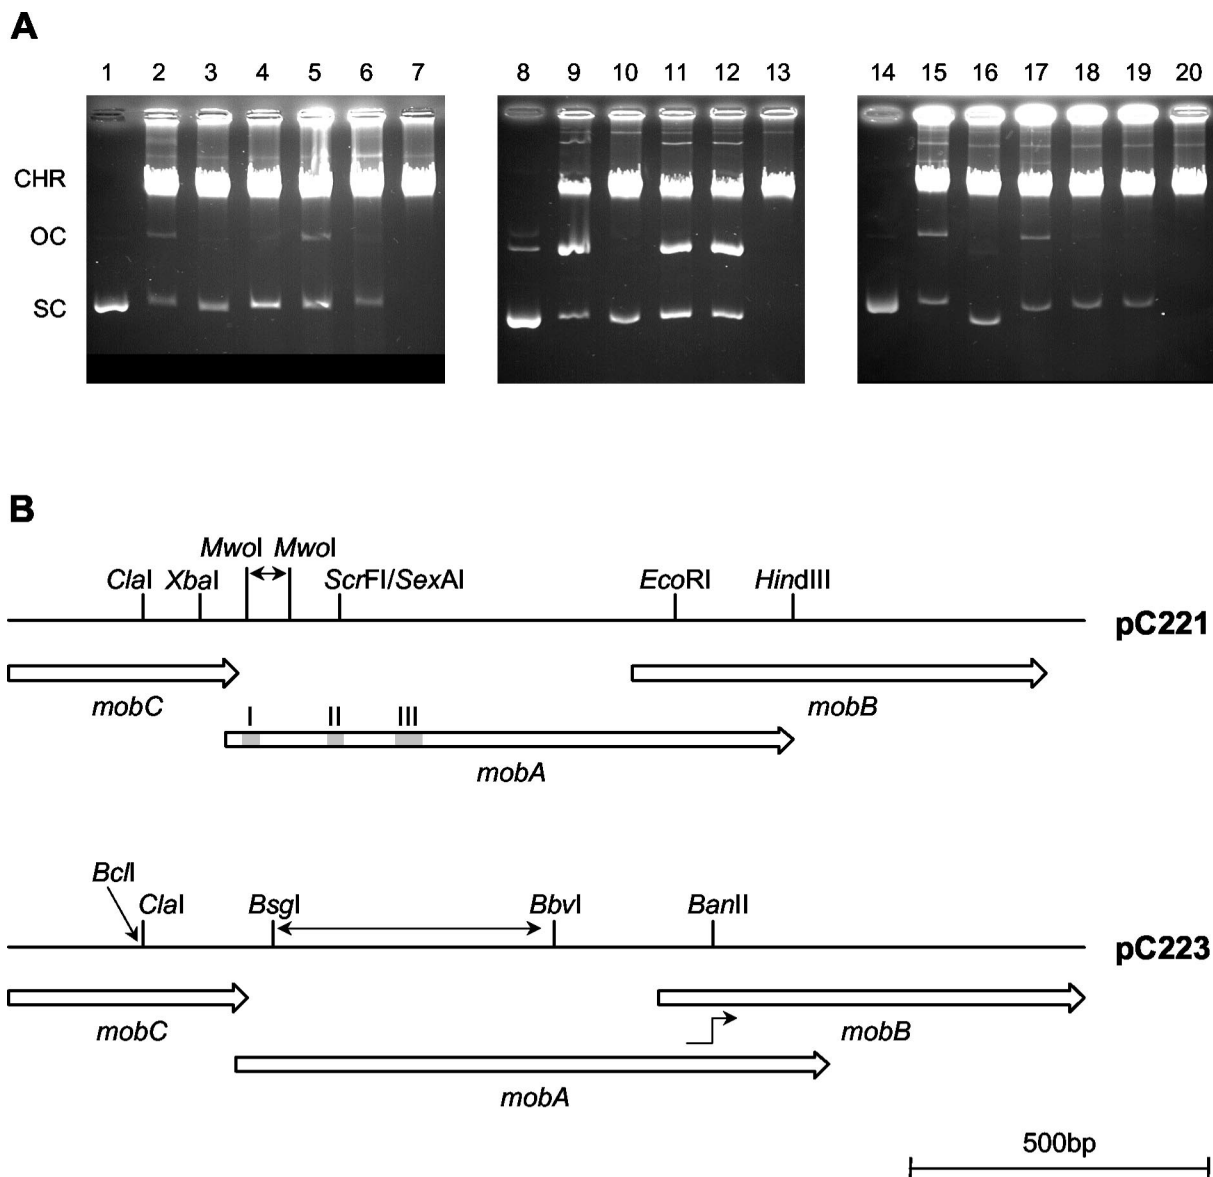 A
1 2 3 4 5 6 7 8 9 10 11 12 13 14 15 16 17 18 19 20
CHR
OC
SC
B
MwoI MwoI
ClaI XbaI ScrFI/SexAI EcoRI HindIII
pC221
mobC mobB
I II III
mobA
BclI
ClaI BsgI BbvI BanII
pC223
mobC mobB
mobA
500bp